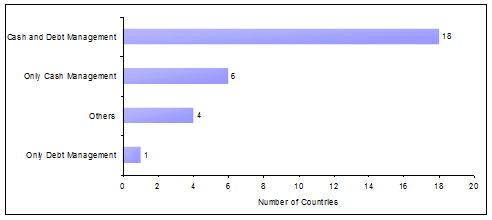 Cash and Debt Management
18
Only Cash Management
6
Others
4
Only Debt Management
1
0 2 4 6 8 10 12 14 16 18 20
Number of Countries